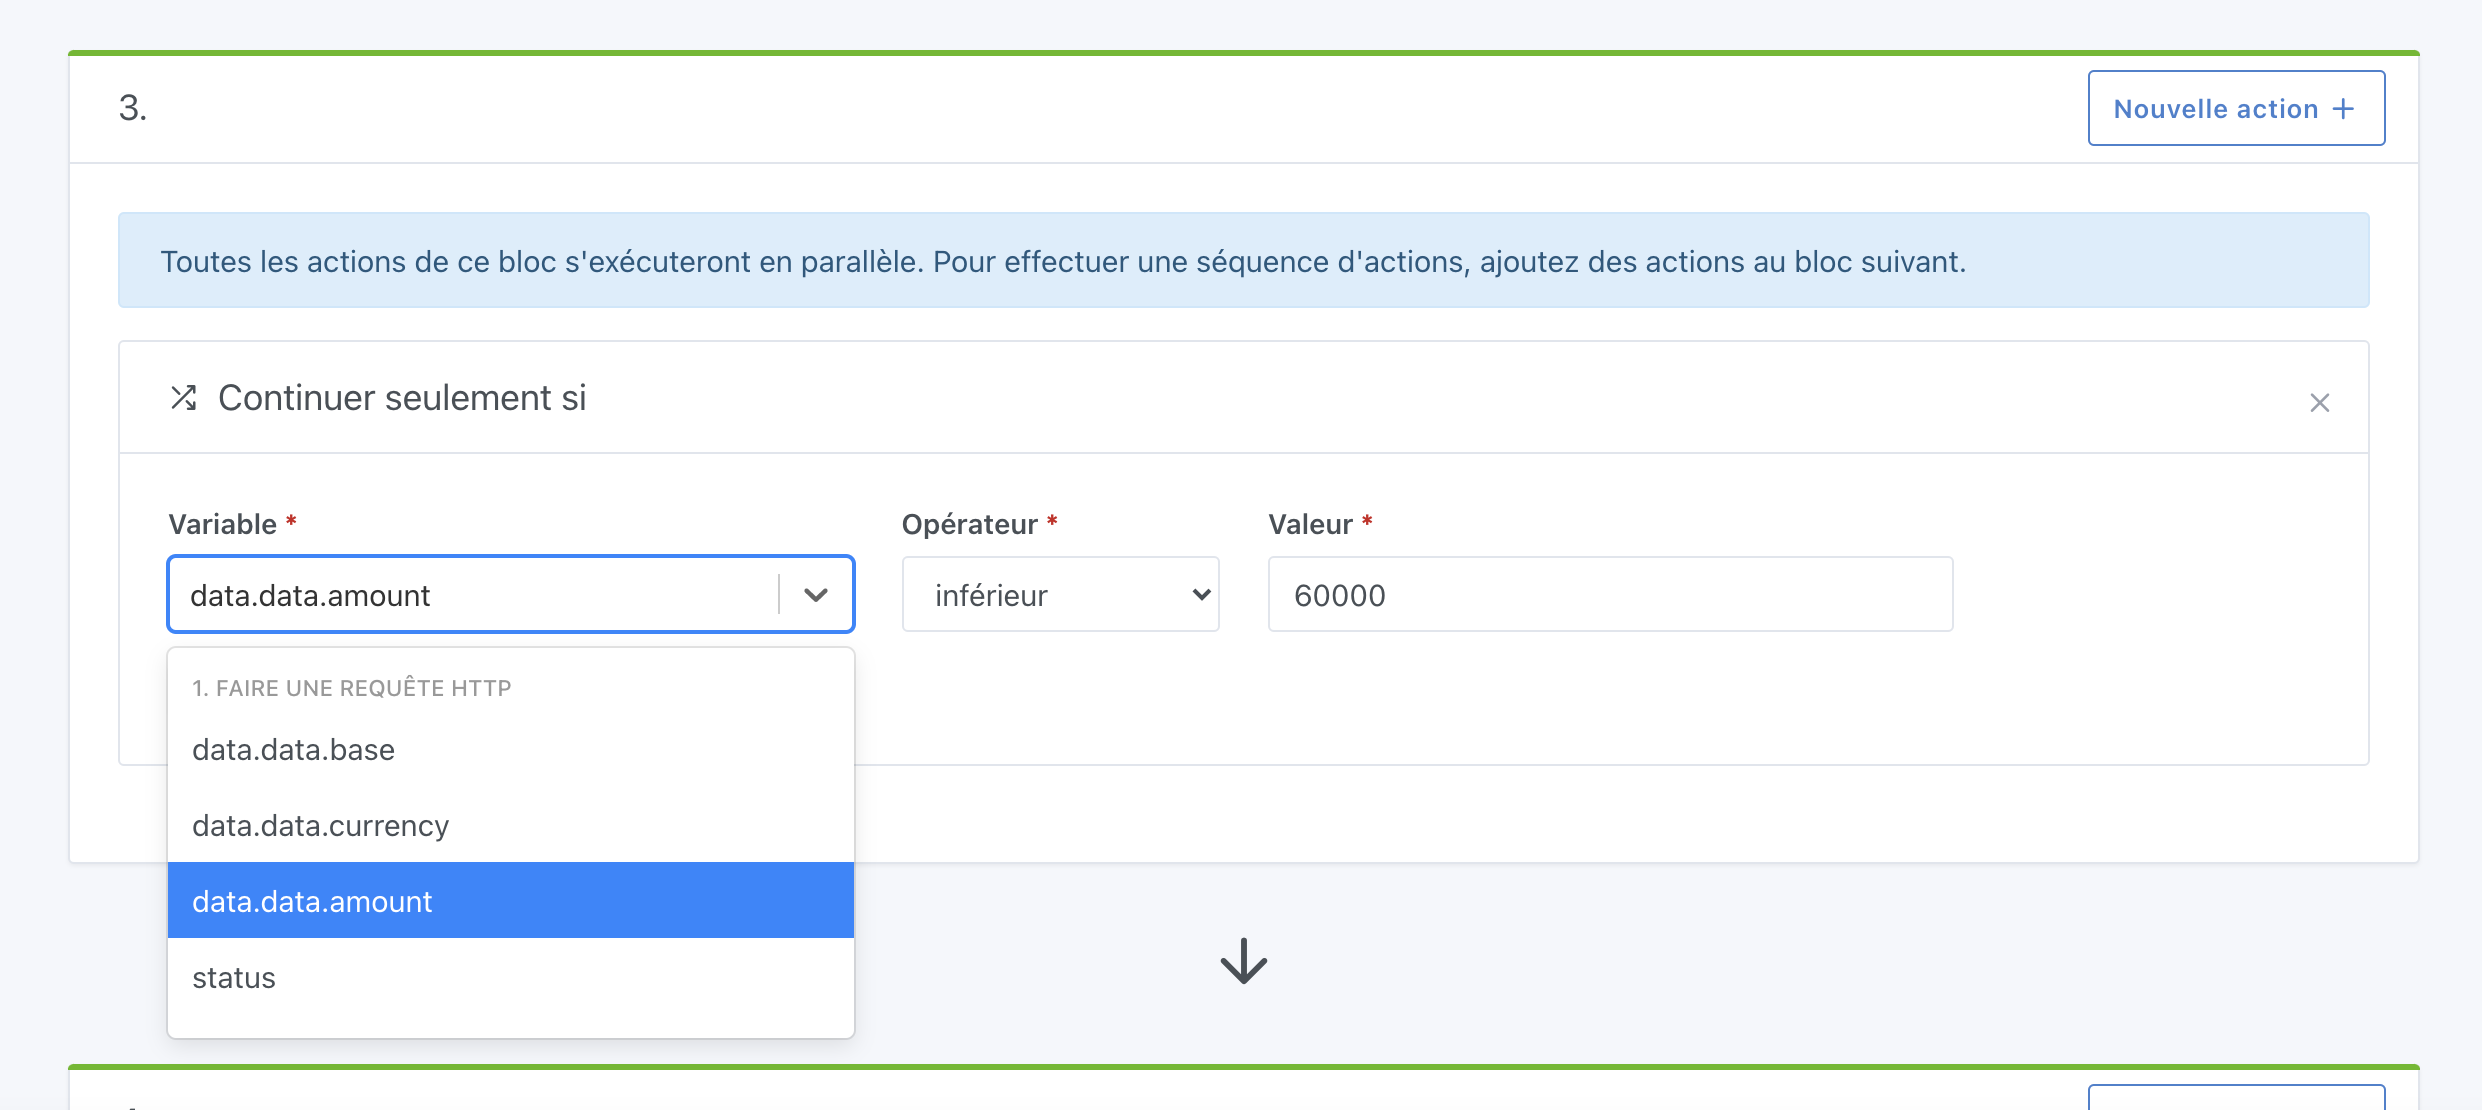 3.
Nouvelle action +
Toutes les actions de ce bloc s'exécuteront en parallèle. Pour effectuer une séquence d'actions, ajoutez des actions au bloc suivant.
Continuer seulement si
Variable *
Opérateur *
Valeur *
data.data.amount
inférieur
60000
1. FAIRE UNE REQUÊTE HTTP
data.data.base
data.data.currency
data.data.amount
status